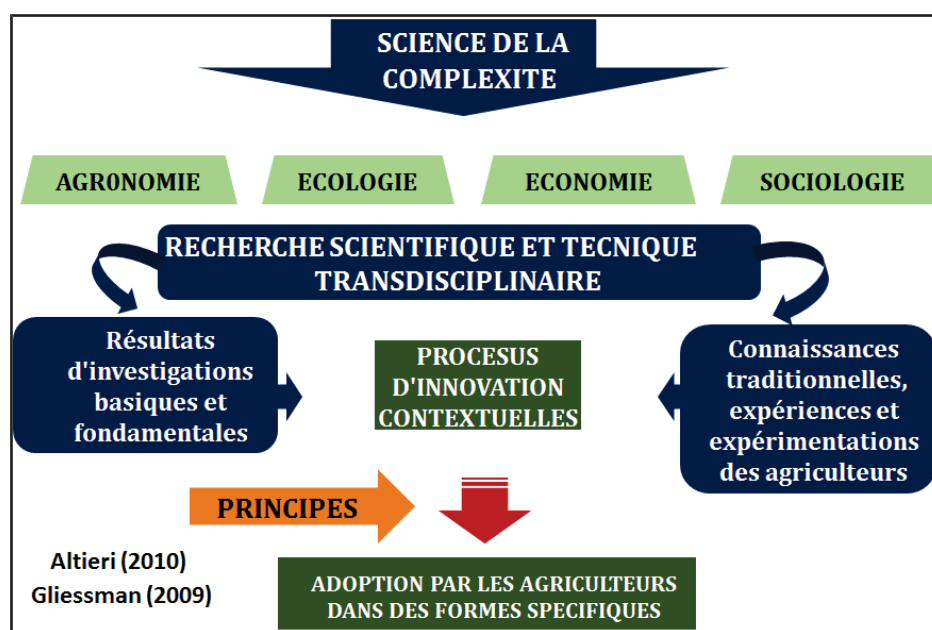 SCIENCE DE LA
COMPLEXITE
AGR0NOMIE
ECOLOGIE
ECONOMIE
SOCIOLOGIE
RECHERCHE SCIENTIFIQUE ET TECNIQUE
TRANSDISCIPLINAIRE
Résultats
d'investigations
basiques et
fondamentales
PROCESUS
D'INNOVATION
CONTEXTUELLES
Connaissances
traditionnelles,
expériences et
expérimentations
des agriculteurs
PRINCIPES
Altieri (2010)
Gliessman (2009)
ADOPTION PAR LES AGRICULTEURS
DANS DES FORMES SPECIFIQUES